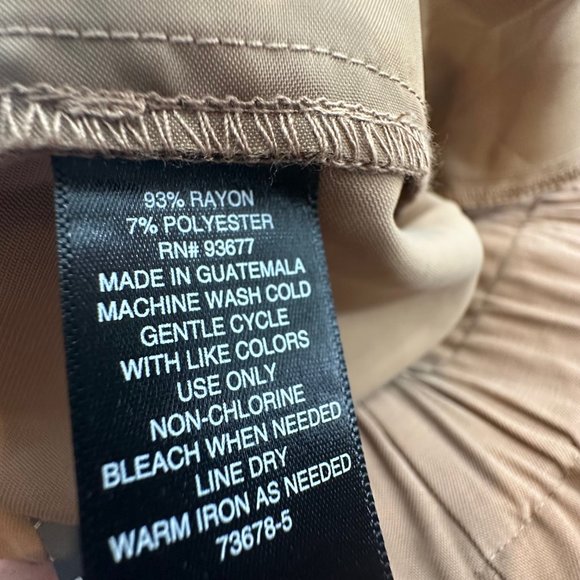 93% RAYON
7% POLYESTER
RN# 93677
MADE IN GUATEMALA
MACHINE WASH COLD
GENTLE CYCLE
WITH LIKE COLORS
USE ONLY
NON-CHLORINE
BLEACH WHEN NEEDED
LINE DRY
WARM IRON AS NEEDED
73678-5